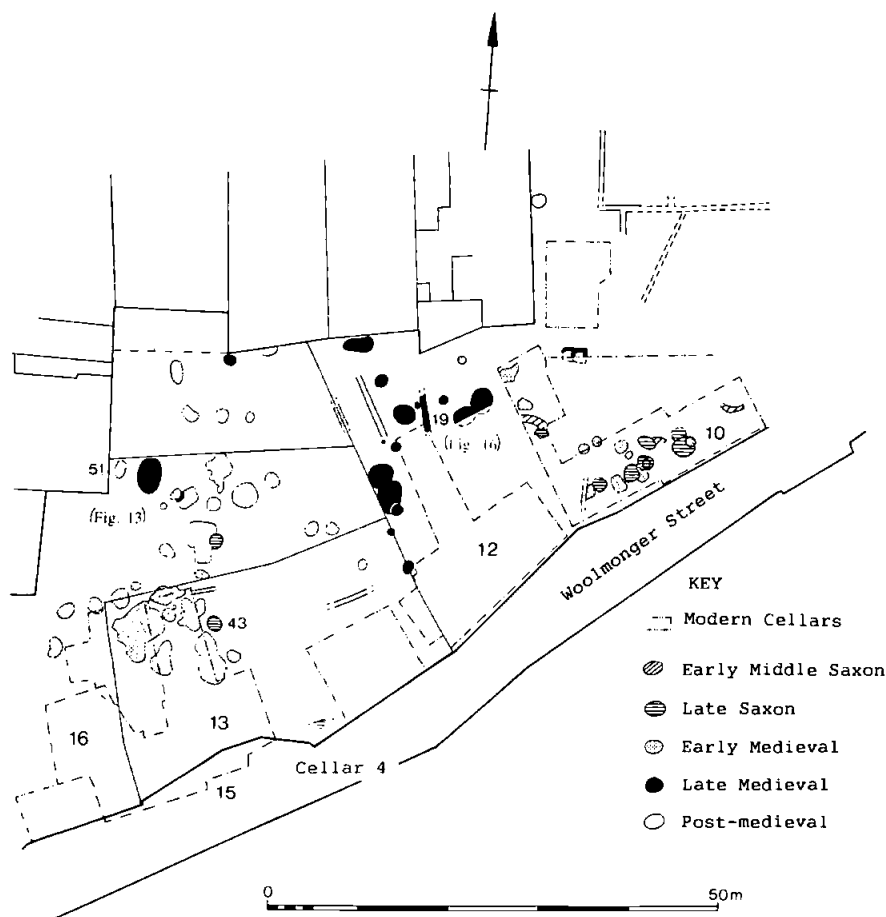 19
(Fig. 16)
10
51
(Fig. 13)
12
Woolmonger Street
43
13
16
Cellar 4
15
KEY
Modern Cellars
Early Middle Saxon
Late Saxon
Early Medieval
Late Medieval
Post-medieval
0
50m